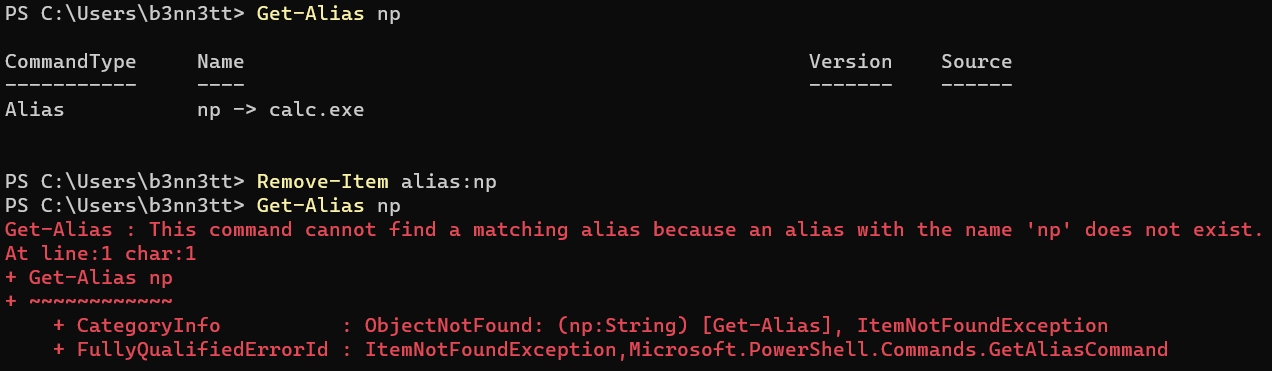 PS C:\Users\b3nn3tt> Get-Alias np
CommandType     Name                                               Version    Source
-----------     ----                                               -------    ------
Alias           np -> calc.exe
PS C:\Users\b3nn3tt> Remove-Item alias:np
PS C:\Users\b3nn3tt> Get-Alias np
Get-Alias : This command cannot find a matching alias because an alias with the name 'np' does not exist.
At line:1 char:1
+ Get-Alias np
+ ~~~~~~~~~~~~
    + CategoryInfo          : ObjectNotFound: (np:String) [Get-Alias], ItemNotFoundException
    + FullyQualifiedErrorId : ItemNotFoundException,Microsoft.PowerShell.Commands.GetAliasCommand